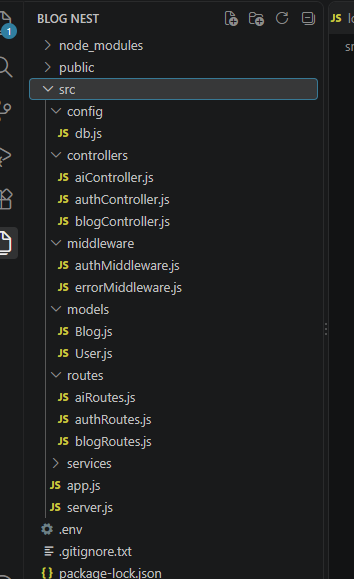 BLOG NEST
node_modules
public
src
config
JS db.js
controllers
JS aiController.js
JS authController.js
JS blogController.js
middleware
JS authMiddleware.js
JS errorMiddleware.js
models
JS Blog.js
JS User.js
routes
JS aiRoutes.js
JS authRoutes.js
JS blogRoutes.js
services
JS app.js
JS server.js
.env
.gitignore.txt
{} package-lock.json
1
JS